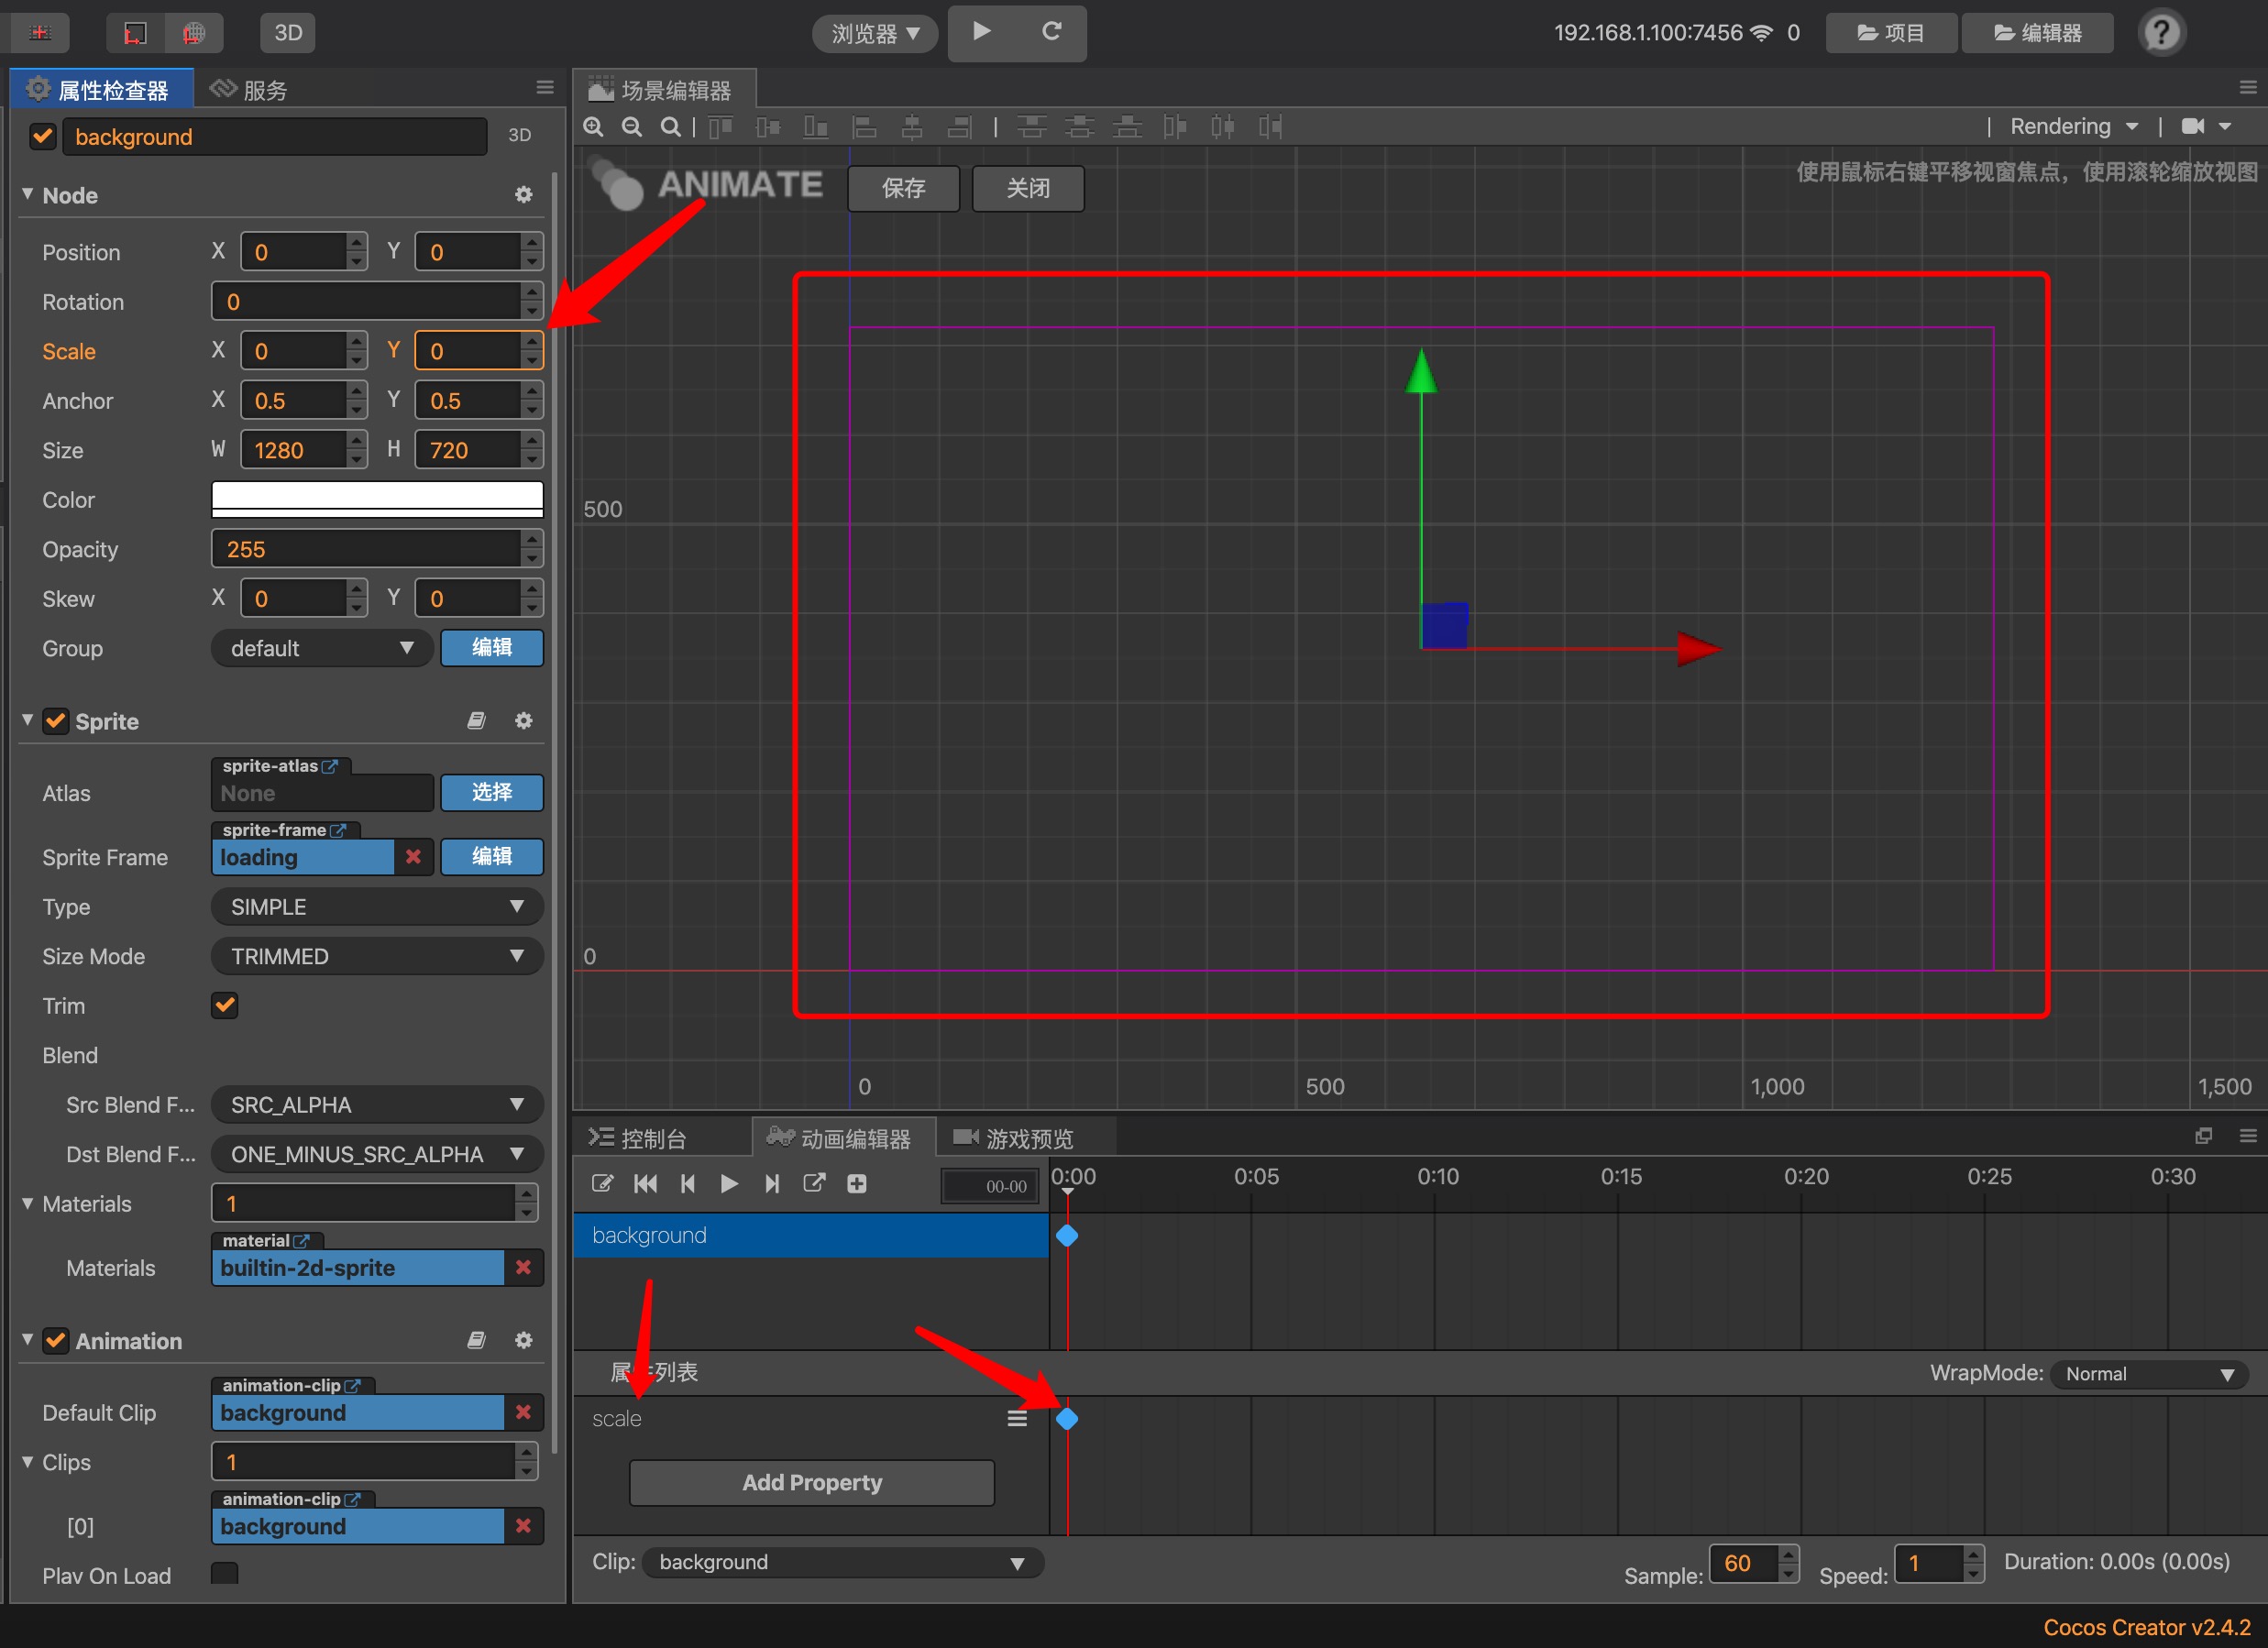 3D
浏览器
192.168.1.100:7456 0
项目
编辑器
?
属性检查器
服务
background 3D
Node
Position X 0 Y 0
Rotation 0
Scale X 0 Y 0
Anchor X 0.5 Y 0.5
Size W 1280 H 720
Color
Opacity 255
Skew X 0 Y 0
Group default 编辑
Sprite
sprite-atlas
Atlas None 选择
sprite-frame
Sprite Frame loading 编辑
Type SIMPLE
Size Mode TRIMMED
Trim
Blend
Src Blend F... SRC_ALPHA
Dst Blend F... ONE_MINUS_SRC_ALPHA
Materials 1
material
Materials builtin-2d-sprite
Animation
animation-clip
Default Clip background
Clips 1
animation-clip
[0] background
Play On Load
场景编辑器
Rendering
ANIMATE 保存 关闭
使用鼠标右键平移视窗焦点，使用滚轮缩放视图
500
0
0 500 1,000 1,500
控制台
动画编辑器
游戏预览
00-00 0:00 0:05 0:10 0:15 0:20 0:25 0:30
background
列表
WrapMode: Normal
scale
Add Property
Clip: background
Sample: 60 Speed: 1 Duration: 0.00s (0.00s)
Cocos Creator v2.4.2